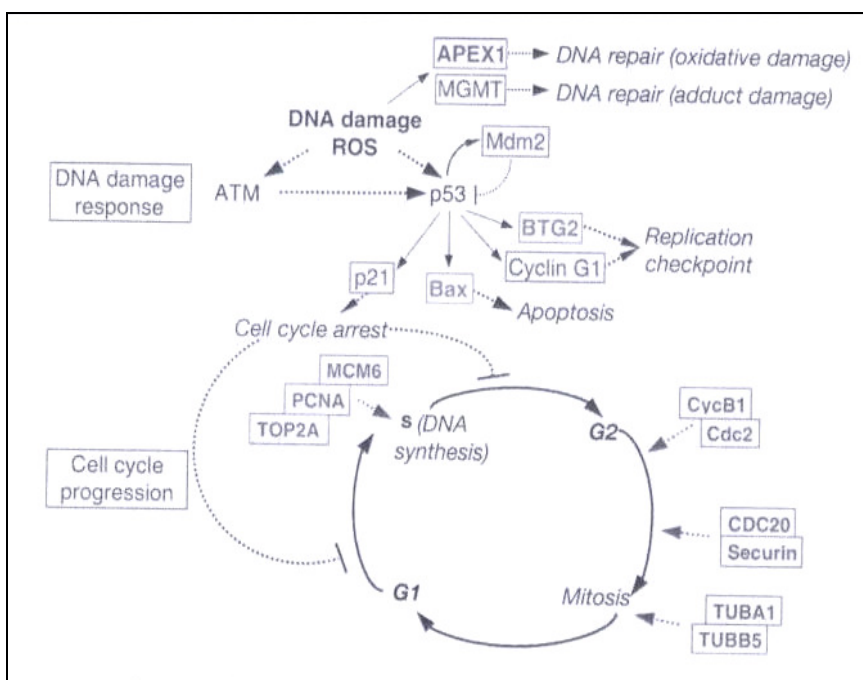 APEX1
DNA repair (oxidative damage)
MGMT
DNA repair (adduct damage)
DNA damage
ROS
Mdm2
DNA damage
response
ATM
p53
BTG2
Cyclin G1
Replication
checkpoint
p21
Bax
Apoptosis
Cell cycle arrest
MCM6
PCNA
TOP2A
S (DNA
synthesis)
G2
CycB1
Cdc2
Cell cycle
progression
CDC20
Securin
G1
Mitosis
TUBA1
TUBB5